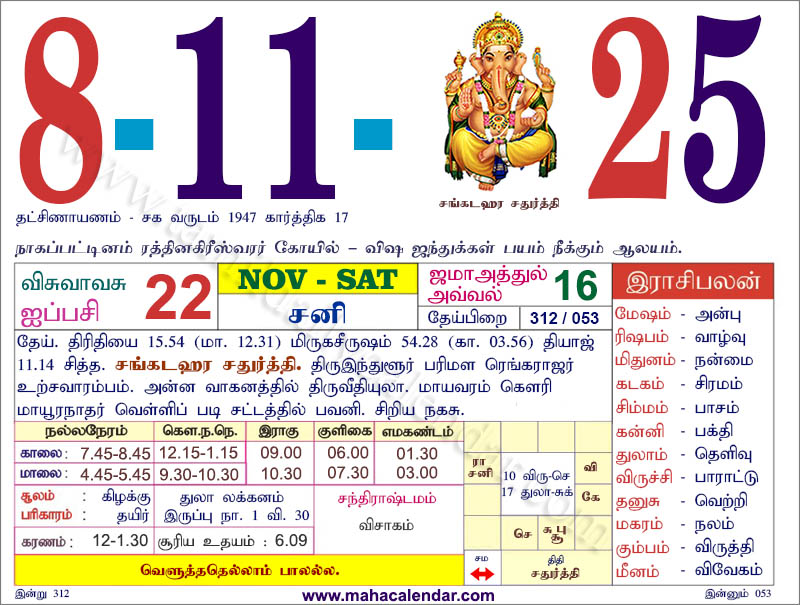 8-11- 25
சங்கடஹர சதுர்த்தி
தட்சிணாயணம் - சக வருடம் 1947 கார்த்திக 17
நாகப்பட்டினம் ரத்தினகிரீஸ்வரர் கோயில் – விஷ ஐந்துக்கள் பயம் நீக்கும் ஆலயம்.
விசுவாவசு
ஐப்பசி 22
NOV - SAT
சனி
ஜமாஅத்துல்
அவ்வல் 16
தேய்பிறை 312 / 053
தேய். திரிதியை 15.54 (மா. 12.31) மிருகசீருஷம் 54.28 (கா. 03.56) தியாஜ்
11.14 சித்த. சங்கடஹர சதுர்த்தி. திருஇந்துளூர் பரிமள ரெங்கராஜர்
உற்சவாரம்பம். அன்ன வாகனத்தில் திருவீதியுலா. மாயவரம் கௌரி
மாயூரநாதர் வெள்ளிப் படி சட்டத்தில் பவனி. சிறிய நகசு.
நல்லநேரம் கௌ.ந.நெ. இராகு குளிகை எமகண்டம்
காலை: 7.45-8.45 12.15-1.15 09.00 06.00 01.30
மாலை: 4.45-5.45 9.30-10.30 10.30 07.30 03.00
சூலம் : கிழக்கு
பரிகாரம் : தயிர்
துலா லக்கனம்
இருப்பு நா. 1 வி. 30
சந்திராஷ்டமம்
விசாகம்
கரணம் : 12-1.30 சூரிய உதயம் : 6.09
வெளுத்ததெல்லாம் பாலல்ல.
ரா
சனி
10 விரு-செ
17 துலா-சுக்
வி
கே
செ
சூ
பு
சம
திதி
சதுர்த்தி
இராசிபலன்
மேஷம் - அன்பு
ரிஷபம் - வாழ்வு
மிதுனம் - நன்மை
கடகம் - சிரமம்
சிம்மம் - பாசம்
கன்னி - பக்தி
துலாம் - தெளிவு
விருச்சி - பாராட்டு
தனுசு - வெற்றி
மகரம் - நலம்
கும்பம் - விருத்தி
மீனம் - விவேகம்
இன்று 312
www.mahacalendar.com
இன்னும் 053